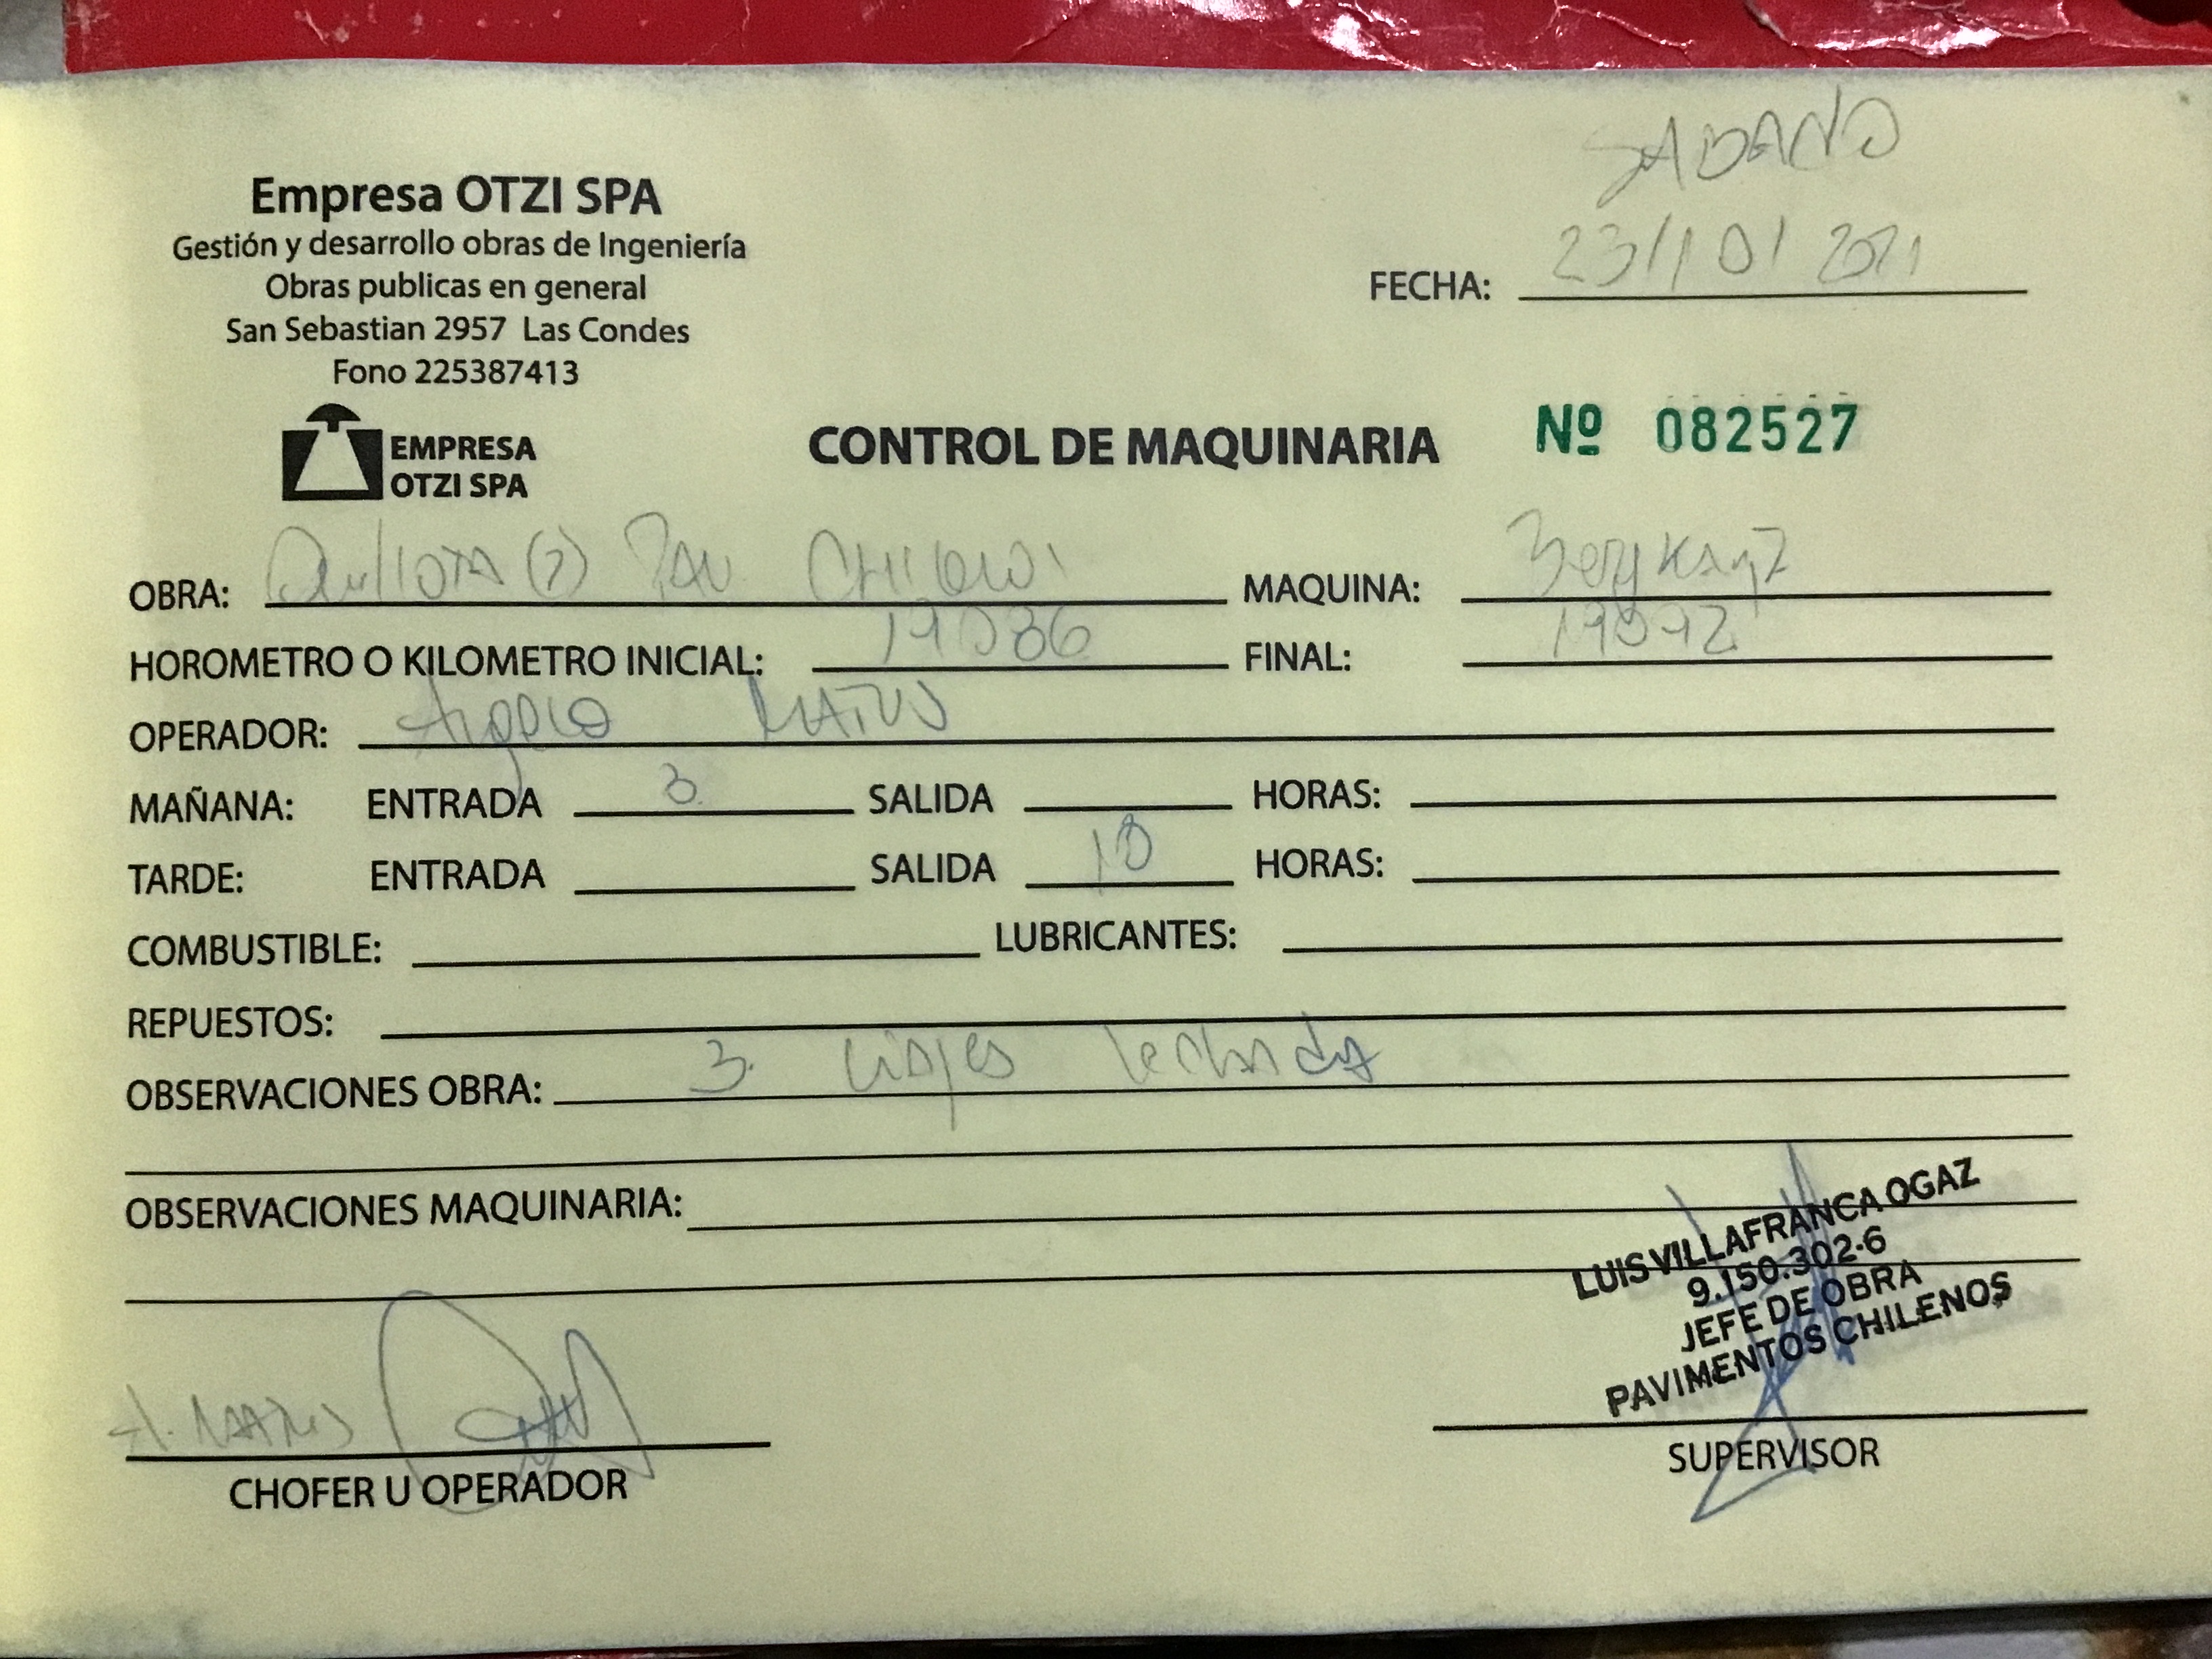 SABADO
Empresa OTZI SPA
Gestión y desarrollo obras de Ingeniería
Obras publicas en general
San Sebastian 2957 Las Condes
Fono 225387413
FECHA: 23/10/2021
EMPRESA
OTZI SPA
CONTROL DE MAQUINARIA Nº 082527
OBRA: Quillota (2) Pav MAQUINA:
HOROMETRO O KILOMETRO INICIAL: 19086 FINAL: 19092
OPERADOR: Angelo MATUS
MAÑANA: ENTRADA SALIDA HORAS:
TARDE: ENTRADA SALIDA 18 HORAS:
COMBUSTIBLE: LUBRICANTES:
REPUESTOS:
OBSERVACIONES OBRA: 3 viajes lechada
OBSERVACIONES MAQUINARIA:
LUIS VILLAFRANCA OGAZ
9.150.302-6
JEFE DE OBRA
PAVIMENTOS CHILENOS
A. MATUS
CHOFER U OPERADOR
SUPERVISOR